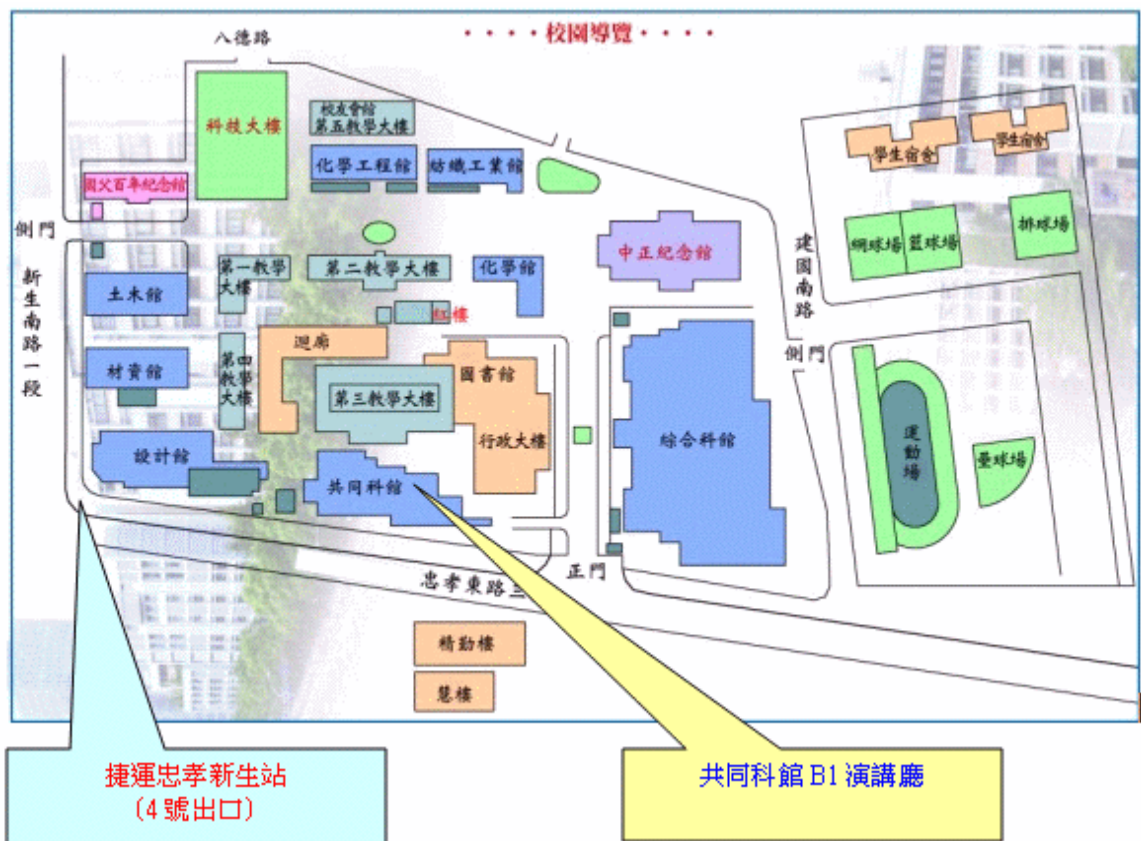 ・・・・校園導覽・・・・
八德路
科技大樓
校友會館
第五教學大樓
化學工程館
紡織工業館
學生宿舍
學生宿舍
國父百年紀念館
側門
網球場
籃球場
排球場
中正紀念館
建國南路
第一教學
大樓
第二教學大樓
化學館
土木館
新生南路一段
紅樓
迴廊
側門
材資館
第四教學大樓
圖書館
第三教學大樓
行政大樓
綜合科館
運動場
壘球場
設計館
共同科館
正門
忠孝東路三
精勤樓
慧樓
捷運忠孝新生站
(4 號出口)
共同科館 B1 演講廳